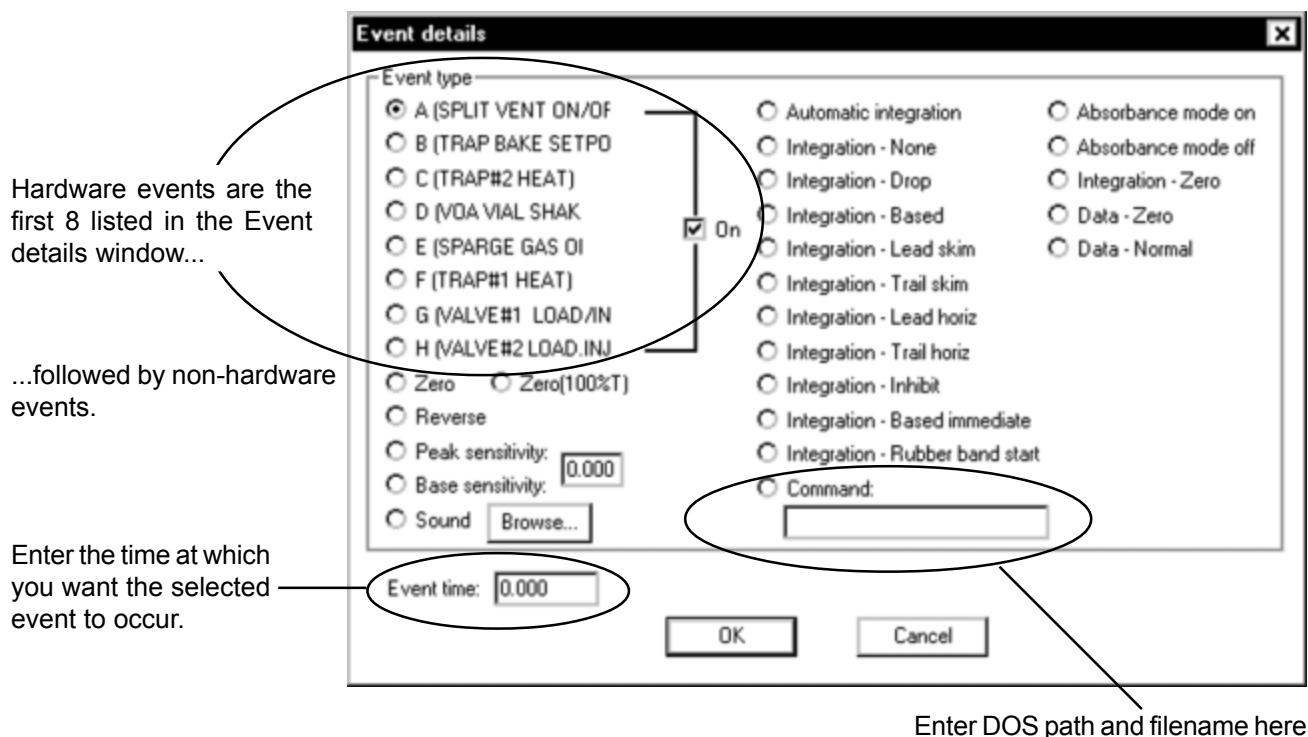 Event details
Event type
A (SPLIT VENT ON/OF
B (TRAP BAKE SETPO
C (TRAP#2 HEAT)
D (VOA VIAL SHAK
E (SPARGE GAS OI
F (TRAP#1 HEAT)
G (VALVE#1 LOAD/IN
H (VALVE#2 LOAD.INJ
On
Zero
Zero(100%T)
Reverse
Peak sensitivity:
0.000
Base sensitivity:
Sound
Browse...
Automatic integration
Integration - None
Integration - Drop
Integration - Based
Integration - Lead skim
Integration - Trail skim
Integration - Lead horiz
Integration - Trail horiz
Integration - Inhibit
Integration - Based immediate
Integration - Rubber band start
Command:
Absorbance mode on
Absorbance mode off
Integration - Zero
Data - Zero
Data - Normal
Event time: 0.000
OK
Cancel
Hardware events are the
first 8 listed in the Event
details window...
...followed by non-hardware
events.
Enter the time at which
you want the selected
event to occur.
Enter DOS path and filename here